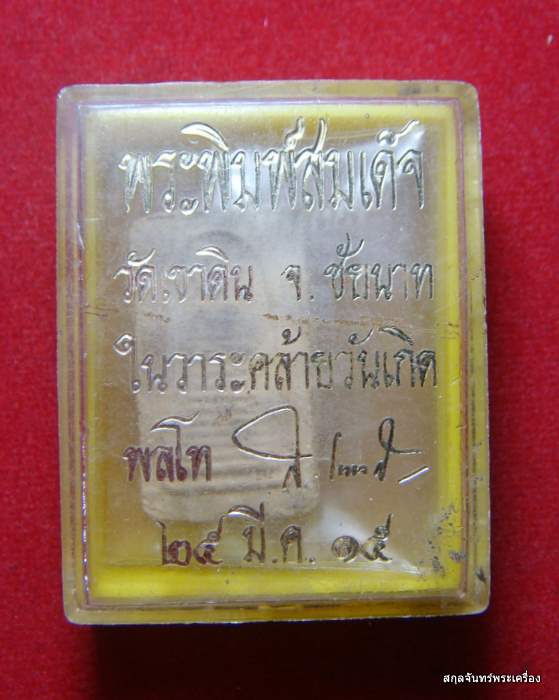 พระพิมพ์สมเด็จ
วัดเขาดิน จ. ชัยนาท
ในวาระคล้ายวันเกิด
พลโท
๒๕ มี.ค. ๑๕
สกุลจันทร์พระเครื่อง